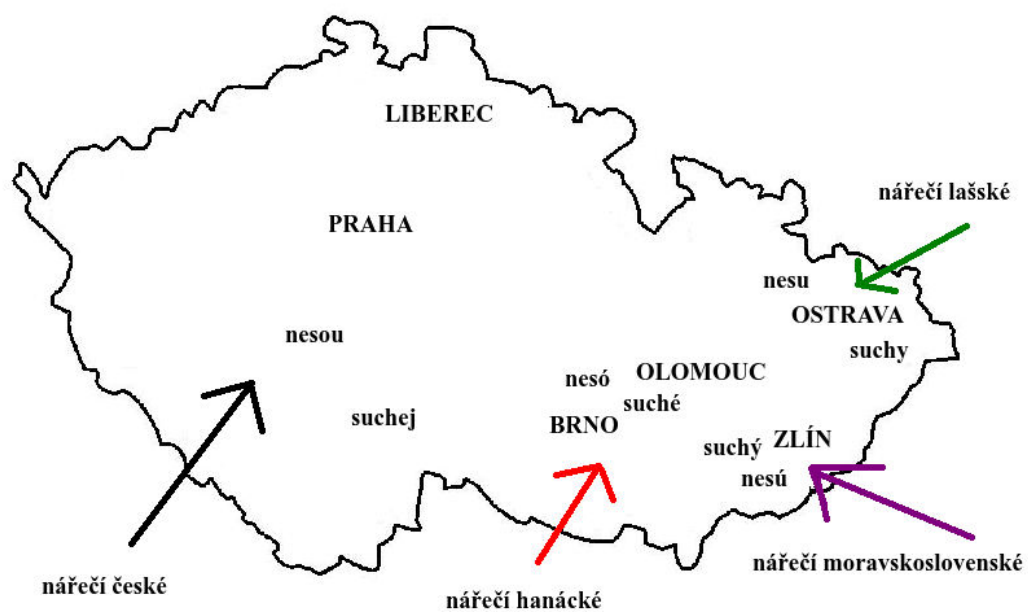 LIBEREC
nářečí lašské
PRAHA
nesu
OSTRAVA
nesou
suchy
nesó
OLOMOUC
suché
suchej
BRNO
suchý
ZLÍN
nesú
nářečí moravskoslovenské
nářečí české
nářečí hanácké